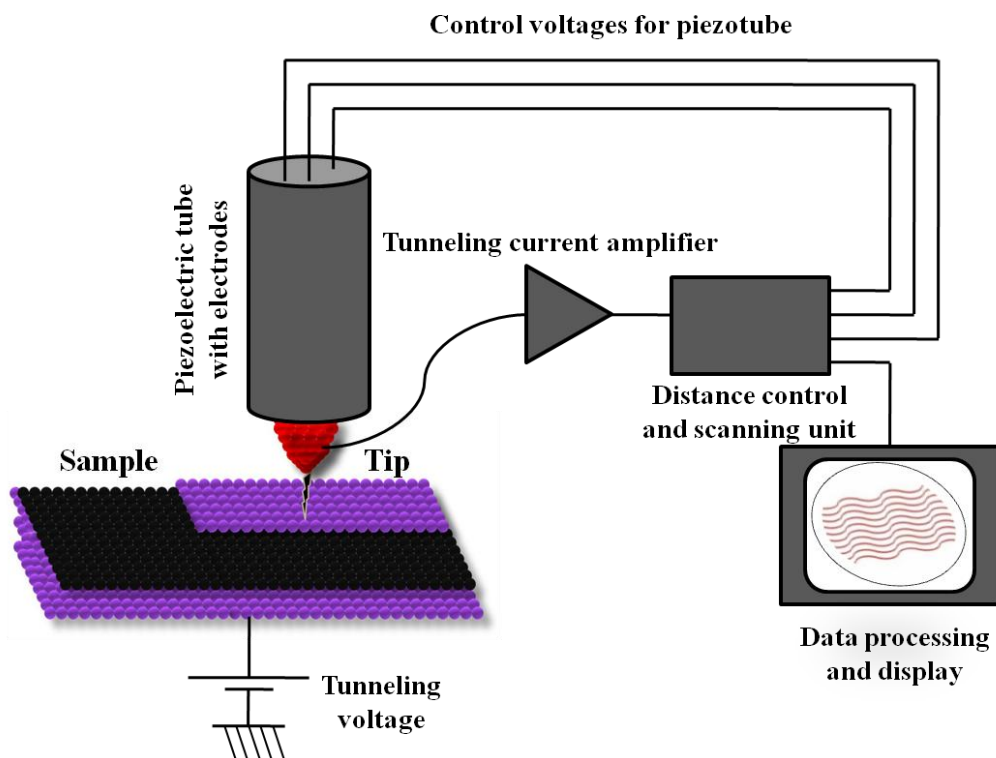 Control voltages for piezotube
Piezoelectric tube
with electrodes
Tunneling current amplifier
Distance control
and scanning unit
Sample
Tip
Data processing
and display
Tunneling
voltage